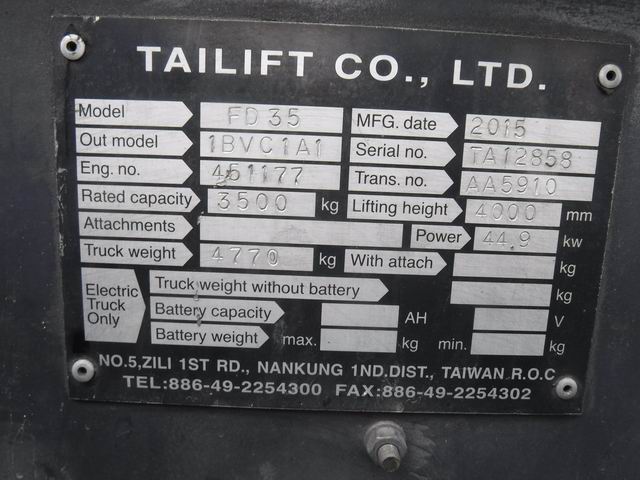 TAILIFT CO., LTD.
Model FD35 MFG. date 2015
Out model 1BVC1A1 Serial no. TA12858
Eng. no. 451177 Trans. no. AA5910
Rated capacity 3500 kg Lifting height 4000 mm
Attachments Power 44.9 kw
Truck weight 4770 kg With attach kg
Electric Truck Only
Truck weight without battery kg
Battery capacity AH V
Battery weight max. kg min. kg
NO.5,ZILI 1ST RD., NANKUNG 1ND.DIST., TAIWAN R.O.C
TEL:886-49-2254300 FAX:886-49-2254302